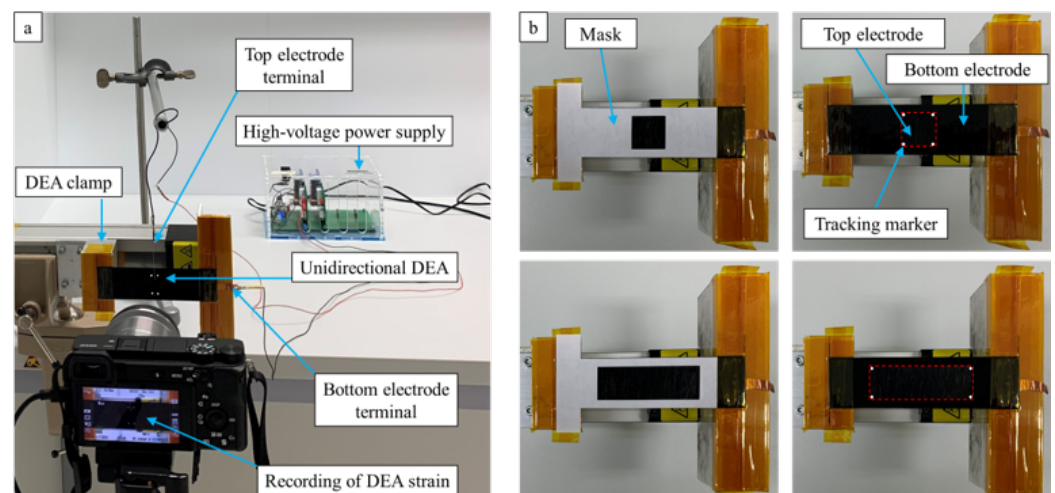 a
Top electrode
terminal
High-voltage power supply
DEA clamp
Unidirectional DEA
Bottom electrode
terminal
Recording of DEA strain
b
Mask
Top electrode
Bottom electrode
Tracking marker